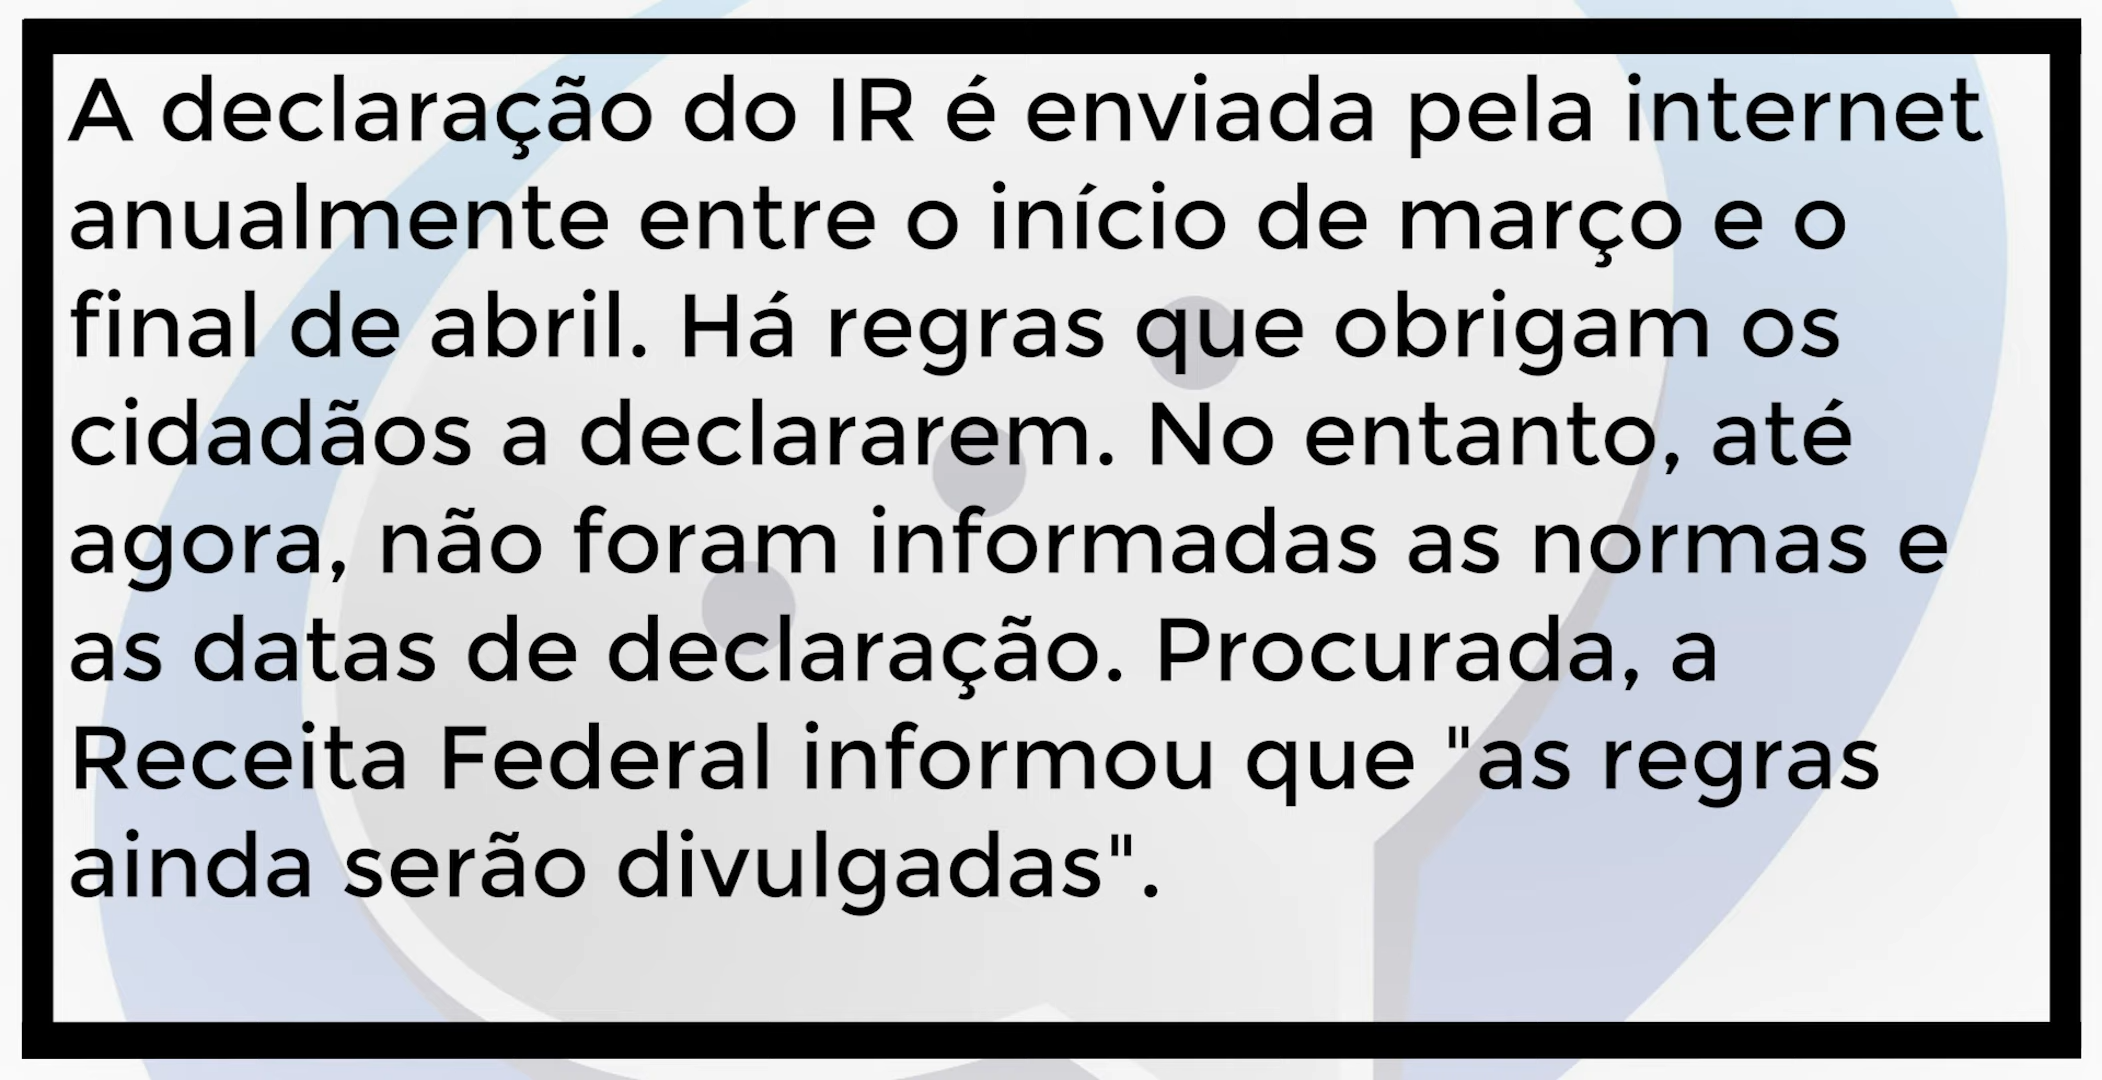 A declaração do IR é enviada pela internet
anualmente entre o início de março e o
final de abril. Há regras que obrigam os
cidadãos a declararem. No entanto, até
agora, não foram informadas as normas e
as datas de declaração. Procurada, a
Receita Federal informou que "as regras
ainda serão divulgadas".